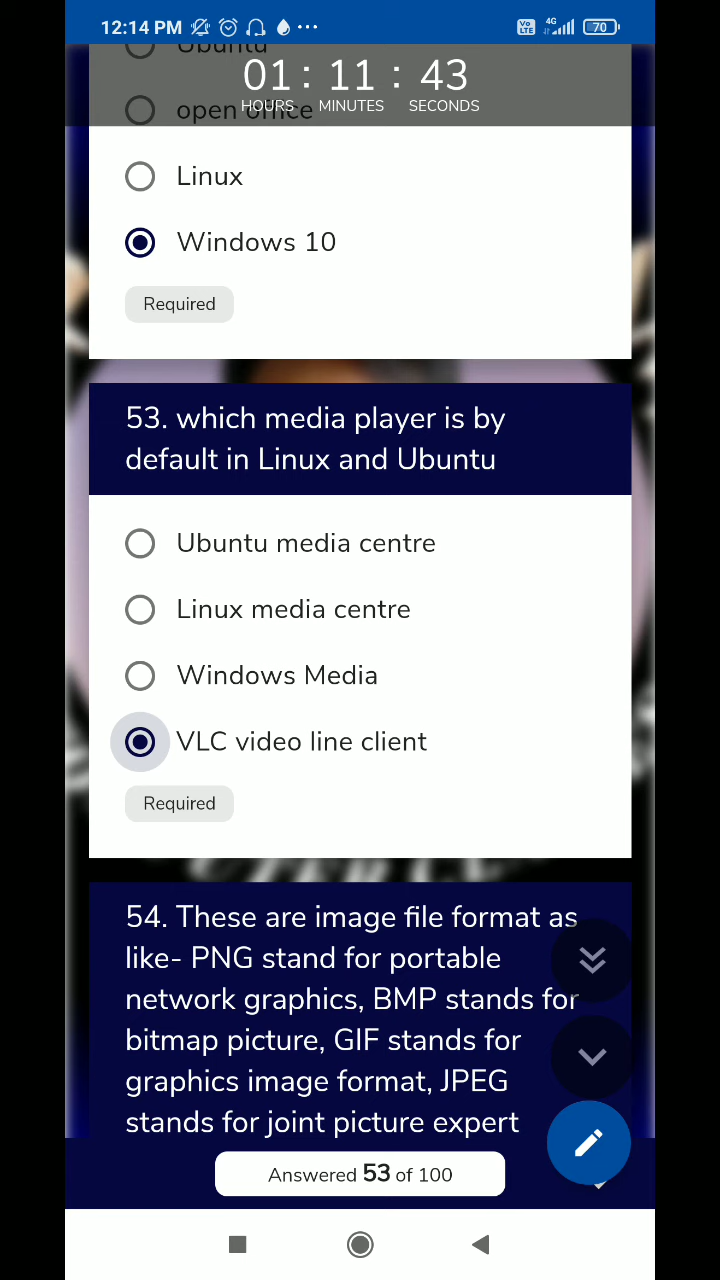 12:14 PM
4G
70
Ubuntu
01 : 11 : 43
HOURS MINUTES SECONDS
open office
Linux
Windows 10
Required
53. which media player is by
default in Linux and Ubuntu
Ubuntu media centre
Linux media centre
Windows Media
VLC video line client
Required
54. These are image file format as
like- PNG stand for portable
network graphics, BMP stands for
bitmap picture, GIF stands for
graphics image format, JPEG
stands for joint picture expert
Answered 53 of 100